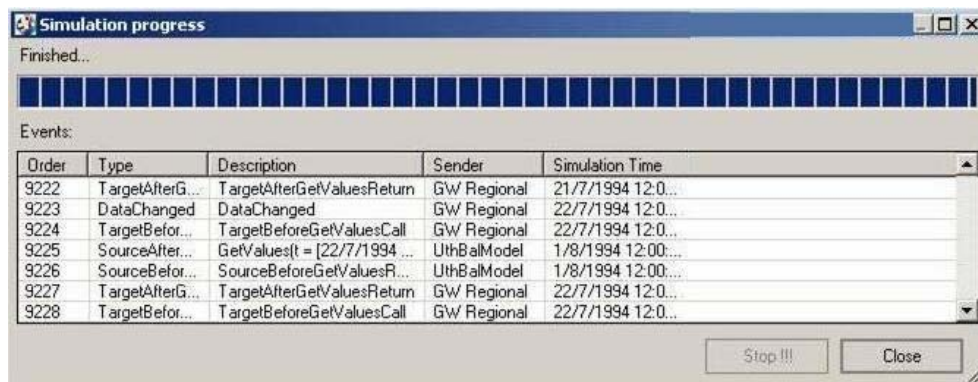 Simulation progress
Finished...
Events:
Order Type Description Sender Simulation Time
9222 TargetAfterG... TargetAfterGetValuesReturn GW Regional 21/7/1994 12:0...
9223 DataChanged DataChanged GW Regional 22/7/1994 12:0...
9224 TargetBefor... TargetBeforeGetValuesCall GW Regional 22/7/1994 12:0...
9225 SourceAfter... GetValues(t = [22/7/1994 ... UthBalModel 1/8/1994 12:00:...
9226 SourceBefor... SourceBeforeGetValuesR... UthBalModel 1/8/1994 12:00:...
9227 TargetAfterG... TargetAfterGetValuesReturn GW Regional 22/7/1994 12:0...
9228 TargetBefor... TargetBeforeGetValuesCall GW Regional 22/7/1994 12:0...
Stop !!! Close